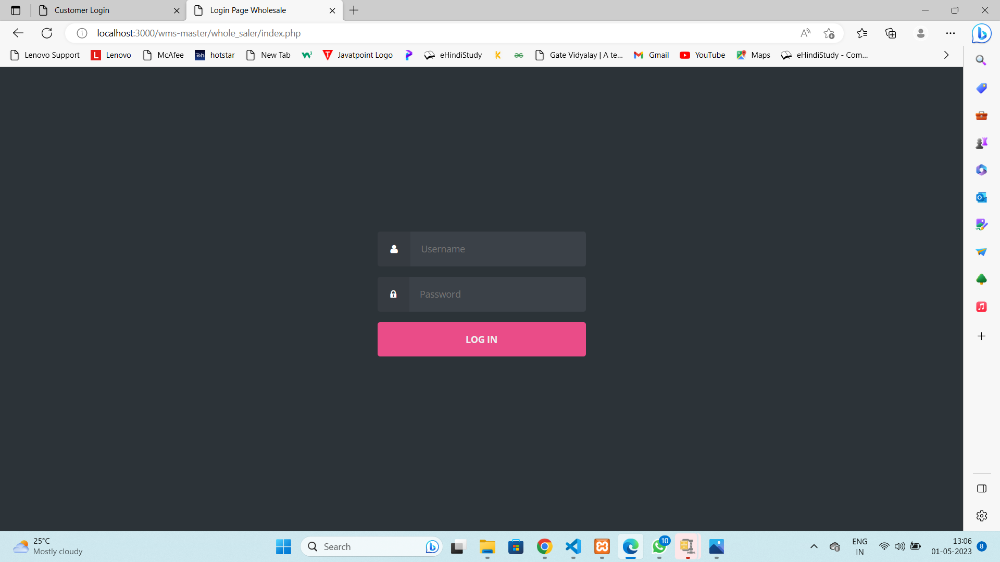 Customer Login
Login Page Wholesale
localhost:3000/wms-master/whole_saler/index.php
Lenovo Support
Lenovo
McAfee
hotstar
New Tab
Javatpoint Logo
eHindiStudy
Gate Vidyalay | A te...
Gmail
YouTube
Maps
eHindiStudy - Com...
Username
Password
LOG IN
25°C
Mostly cloudy
Search
10
ENG
IN
13:06
01-05-2023
8